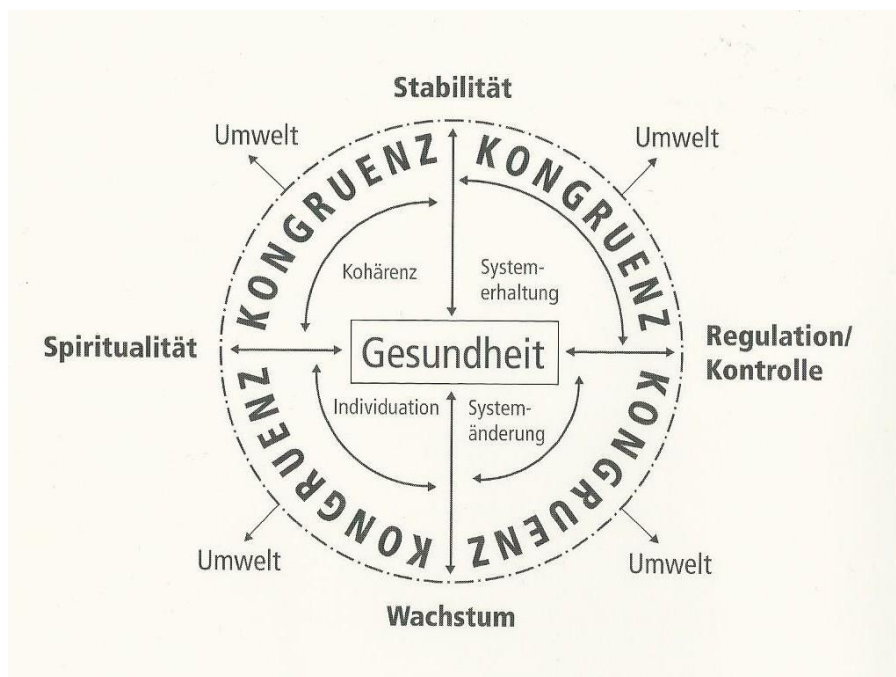 Stabilität
Umwelt
Umwelt
KONGRUENZ
KONGRUENZ
Kohärenz
System-
erhaltung
Spiritualität
Gesundheit
Regulation/
Kontrolle
Individuation
System-
änderung
KONGRUENZ
KONGRUENZ
Umwelt
Umwelt
Wachstum